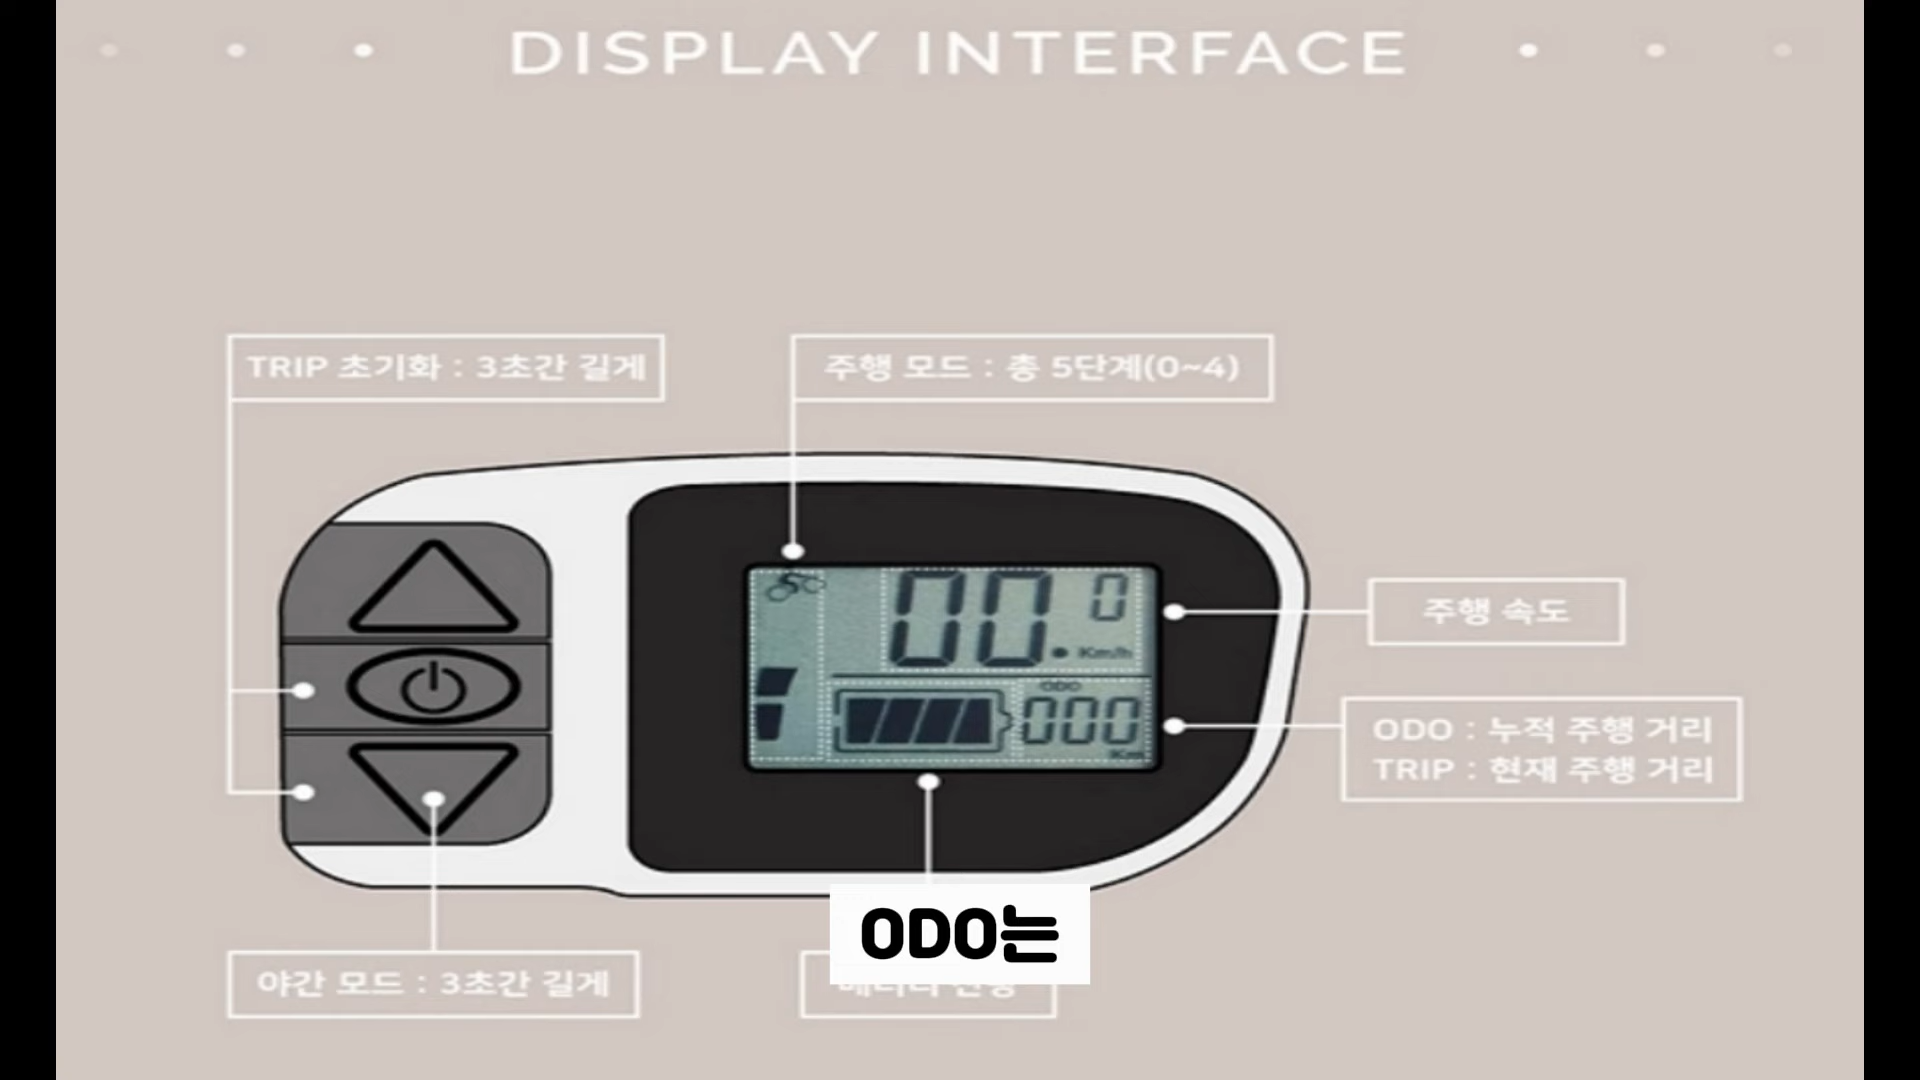 DISPLAY INTERFACE
TRIP 초기화 : 3초간 길게
주행 모드 : 총 5단계(0~4)
00.0
Km/h
주행 속도
ODO
000
Km
ODO : 누적 주행 거리
TRIP : 현재 주행 거리
ODO는
야간 모드 : 3초간 길게